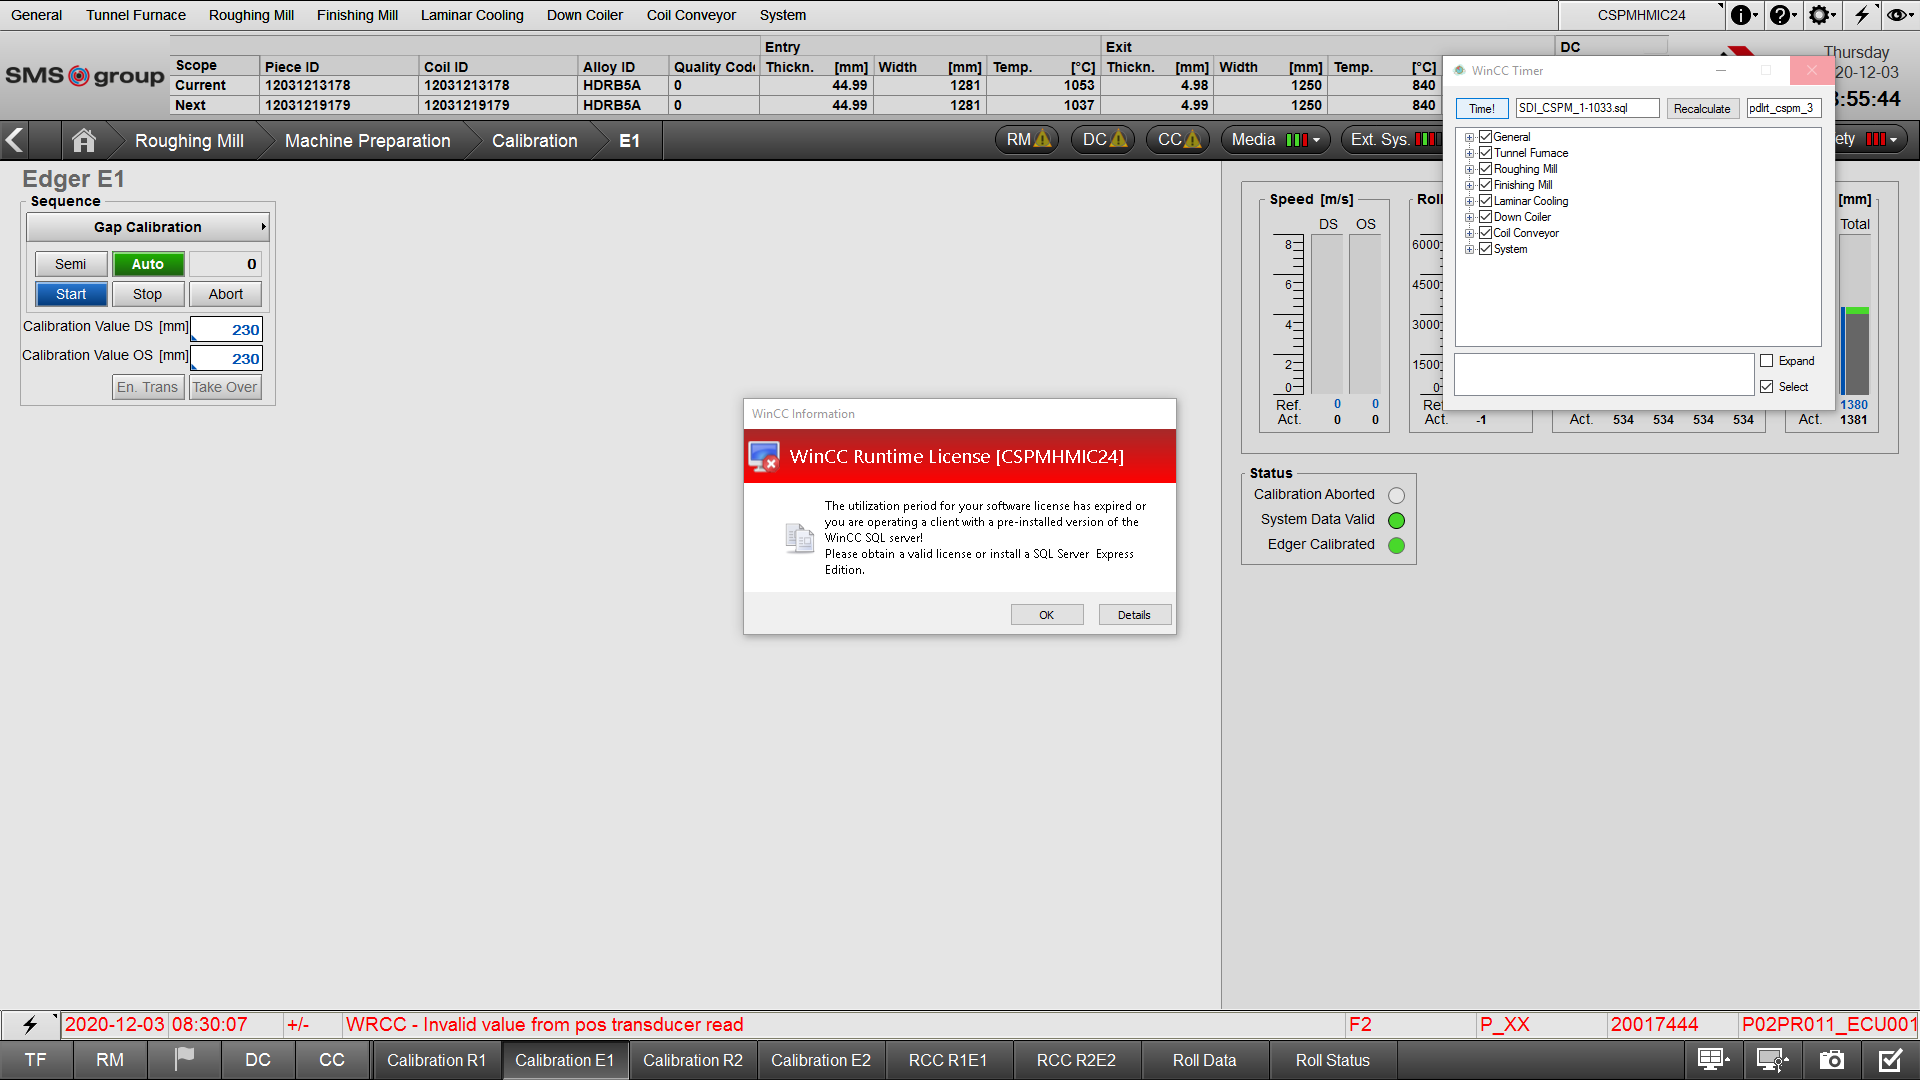 General Tunnel Furnace Roughing Mill Finishing Mill Laminar Cooling Down Coiler Coil Conveyor System CSPMHMIC24
SMS group
Entry Exit DC
Scope Piece ID Coil ID Alloy ID Quality Thickn. [mm] Width [mm] Temp. [°C] Thickn. [mm] Width [mm] Temp. [°C]
Current 12031213178 12031213178 HDRB5A 0 44.99 1281 1053 4.98 1250 840
Next 12031219179 12031219179 HDRB5A 0 44.99 1281 1037 4.99 1250 840
Thursday
20-12-03
:55:44
Roughing Mill Machine Preparation Calibration E1 RM DC CC Media Ext. Sys. ety
WinCC Timer
Time! SDI_CSPM_1-1033.sql Recalculate pdlrt_cspm_3
General
Tunnel Furnace
Roughing Mill
Finishing Mill
Laminar Cooling
Down Coiler
Coil Conveyor
System
Expand
Select
Edger E1
Sequence
Gap Calibration
Semi Auto 0
Start Stop Abort
Calibration Value DS [mm] 230
Calibration Value OS [mm] 230
En. Trans Take Over
Speed [m/s] Roll [mm]
DS OS Total
8 6000
6 4500
4 3000
2 1500
0 0
Ref. 0 0 Ref 1380
Act. 0 0 Act. -1 Act. 534 534 534 534 Act. 1381
Status
Calibration Aborted
System Data Valid
Edger Calibrated
WinCC Information
WinCC Runtime License [CSPMHMIC24]
The utilization period for your software license has expired or
you are operating a client with a pre-installed version of the
WinCC SQL server!
Please obtain a valid license or install a SQL Server Express
Edition.
OK Details
2020-12-03 08:30:07 +/- WRCC - Invalid value from pos transducer read F2 P_XX 20017444 P02PR011_ECU001
TF RM DC CC Calibration R1 Calibration E1 Calibration R2 Calibration E2 RCC R1E1 RCC R2E2 Roll Data Roll Status